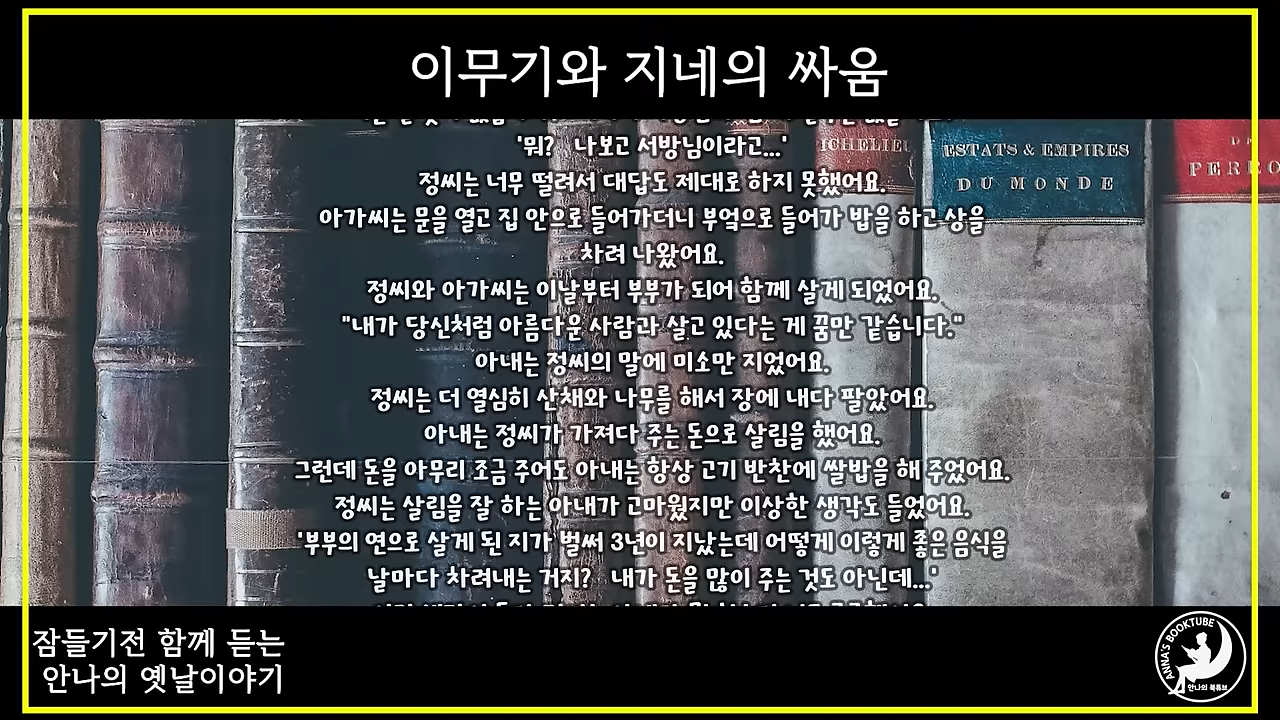 이무기와 지네의 싸움
'뭐? 나보고 서방님이라고...'
정씨는 너무 떨려서 대답도 제대로 하지 못했어요.
아가씨는 문을 열고 집 안으로 들어가더니 부엌으로 들어가 밥을 하고 상을
차려 나왔어요.
정씨와 아가씨는 이날부터 부부가 되어 함께 살게 되었어요.
"내가 당신처럼 아름다운 사람과 살고 있다는 게 꿈만 같습니다."
아내는 정씨의 말에 미소만 지었어요.
정씨는 더 열심히 산채와 나무를 해서 장에 내다 팔았어요.
아내는 정씨가 가져다 주는 돈으로 살림을 했어요.
그런데 돈을 아무리 조금 주어도 아내는 항상 고기 반찬에 쌀밥을 해 주었어요.
정씨는 살림을 잘 하는 아내가 고마웠지만 이상한 생각도 들었어요.
'부부의 연으로 살게 된 지가 벌써 3년이 지났는데 어떻게 이렇게 좋은 음식을
날마다 차려내는 거지? 내가 돈을 많이 주는 것도 아닌데...'
ICHELIEU
ESTATS & EMPIRES
DU MONDE
DE
PERRO
잠들기전 함께 듣는
안나의 옛날이야기
ANNA'S BOOKTUBE
안나의 북튜브